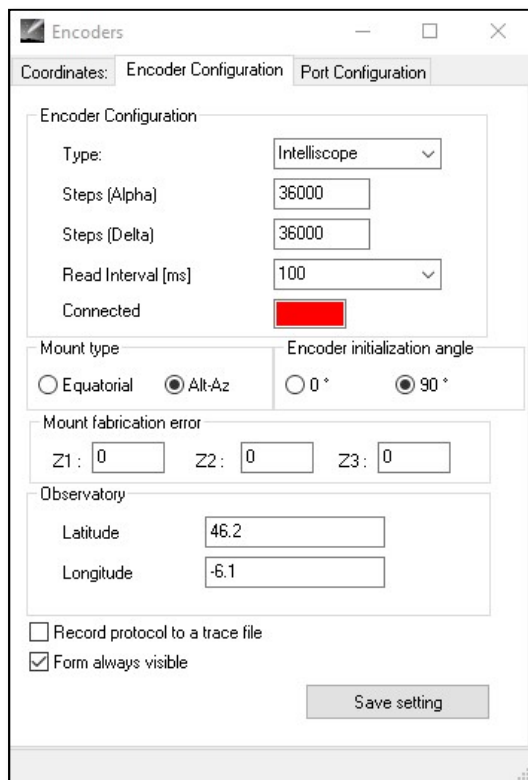 Encoders
Coordinates: Encoder Configuration Port Configuration
Encoder Configuration
Type: Intelliscope
Steps (Alpha) 36000
Steps (Delta) 36000
Read Interval [ms] 100
Connected
Mount type Encoder initialization angle
Equatorial Alt-Az 0 ° 90 °
Mount fabrication error
Z1 : 0 Z2 : 0 Z3 : 0
Observatory
Latitude 46.2
Longitude -6.1
Record protocol to a trace file
Form always visible
Save setting